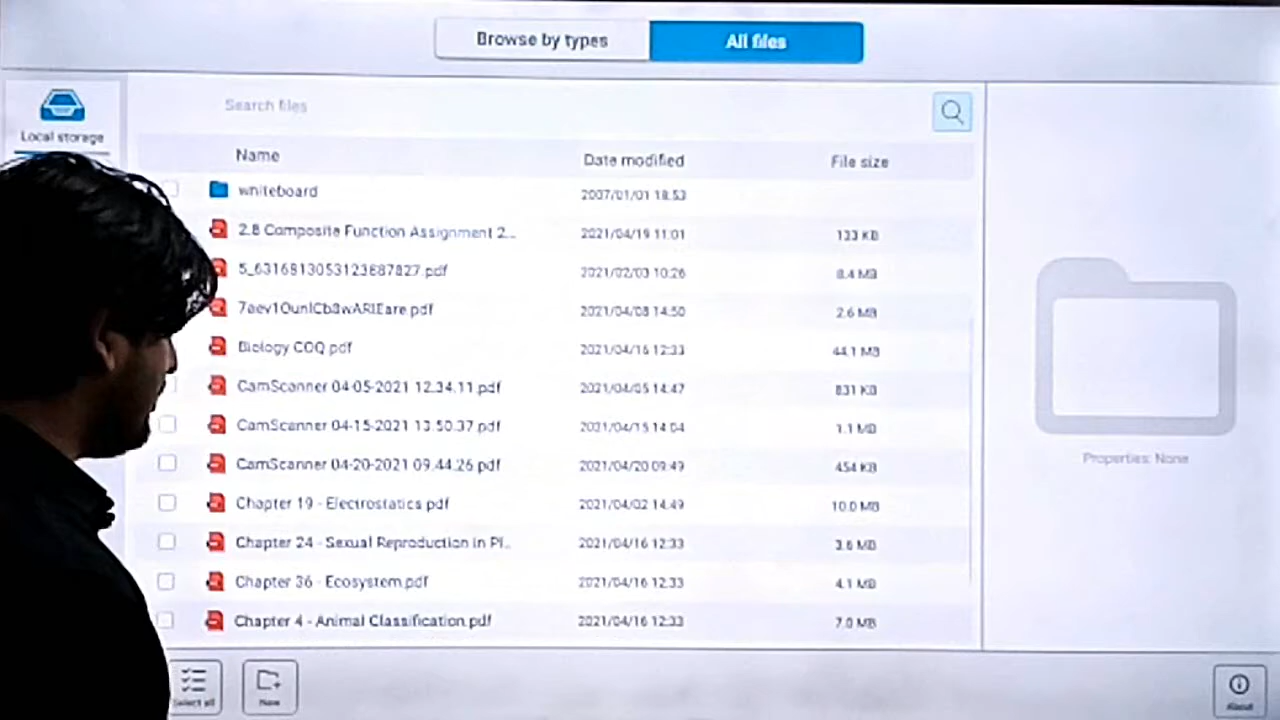 Browse by types All files
Local storage
Search files
Name Date modified File size
whiteboard 2007/01/01 18:53
2.8 Composite Function Assignment 2... 2021/04/19 11:01 133 KB
2021/02/03 10:26 8.4 MB
2021/04/08 14:50 2.6 MB
Biology COQ.pdf 2021/04/16 12:33 44.1 MB
CamScanner 04-05-2021 12.34.11.pdf 2021/04/05 14:47 831 KB
CamScanner 04-15-2021 13.50.37.pdf 2021/04/15 14:04 1.1 MB
CamScanner 04-20-2021 09.44.26.pdf 2021/04/20 09:49 454 KB
Chapter 19 - Electrostatics.pdf 2021/04/02 14:49 10.0 MB
Chapter 24 - Sexual Reproduction in Pl... 2021/04/16 12:33 3.6 MB
Chapter 36 - Ecosystem.pdf 2021/04/16 12:33 4.1 MB
Chapter 4 - Animal Classification.pdf 2021/04/16 12:33 7.0 MB
Properties: None
Select all New About